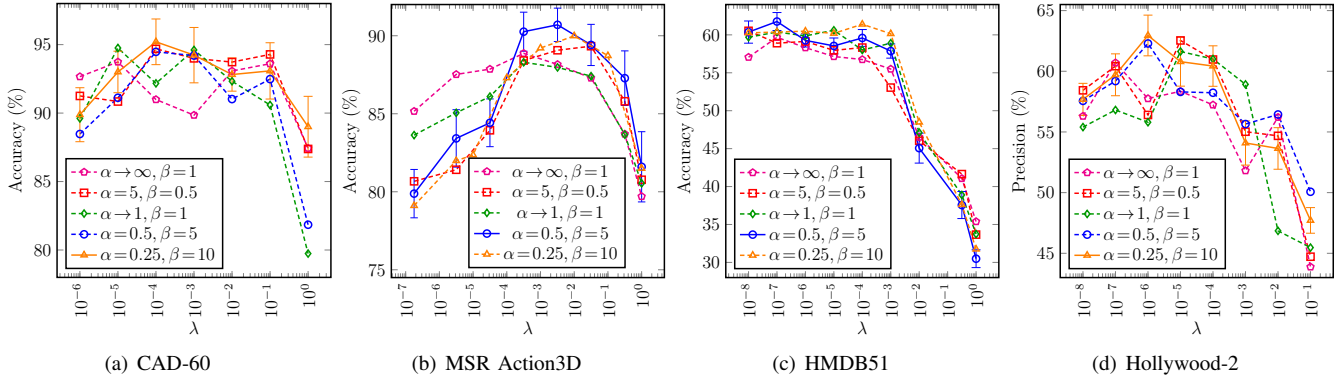 Accuracy (%)
95
90
85
80
α→∞, β=1
α=5, β=0.5
α→1, β=1
α=0.5, β=5
α=0.25, β=10
10⁻⁶ 10⁻⁵ 10⁻⁴ 10⁻³ 10⁻² 10⁻¹ 10⁰
λ
(a) CAD-60
Accuracy (%)
90
85
80
75
α→∞, β=1
α=5, β=0.5
α→1, β=1
α=0.5, β=5
α=0.25, β=10
10⁻⁷ 10⁻⁶ 10⁻⁵ 10⁻⁴ 10⁻³ 10⁻² 10⁻¹ 10⁰
λ
(b) MSR Action3D
Accuracy (%)
65
60
55
50
45
40
35
30
α→∞, β=1
α=5, β=0.5
α→1, β=1
α=0.5, β=5
α=0.25, β=10
10⁻⁸ 10⁻⁷ 10⁻⁶ 10⁻⁵ 10⁻⁴ 10⁻³ 10⁻² 10⁻¹ 10⁰
λ
(c) HMDB51
Precision (%)
65
60
55
50
45
α→∞, β=1
α=5, β=0.5
α→1, β=1
α=0.5, β=5
α=0.25, β=10
10⁻⁸ 10⁻⁷ 10⁻⁶ 10⁻⁵ 10⁻⁴ 10⁻³ 10⁻² 10⁻¹
λ
(d) Hollywood-2